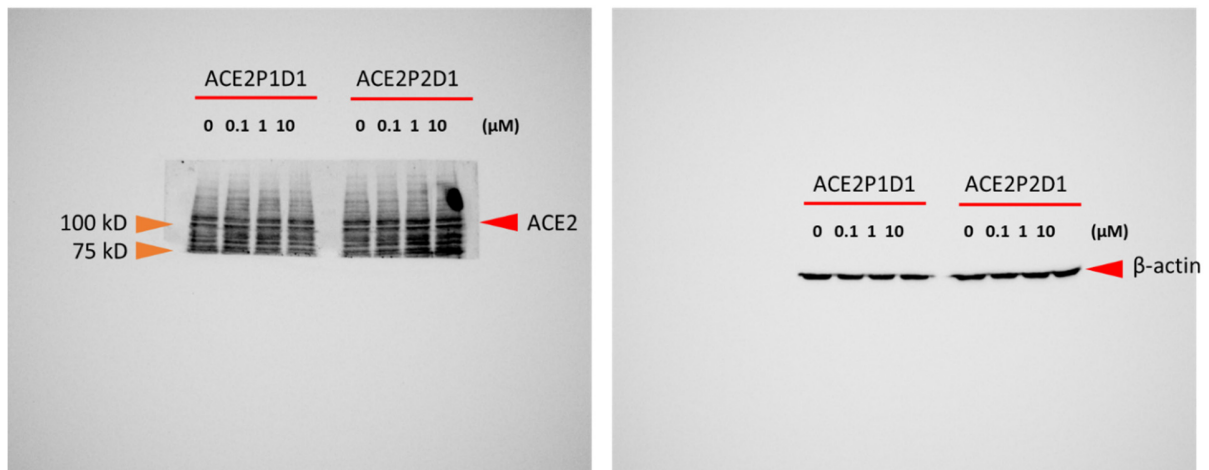 ACE2P1D1 ACE2P2D1
0 0.1 1 10 0 0.1 1 10 (μM)
100 kD ACE2
75 kD
ACE2P1D1 ACE2P2D1
0 0.1 1 10 0 0.1 1 10 (μM)
β-actin